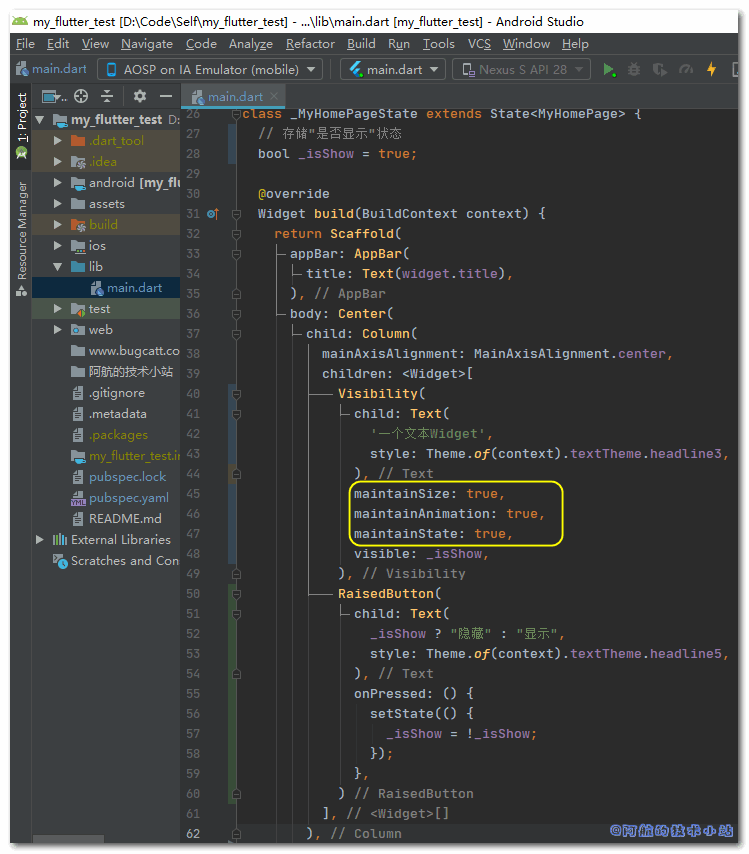 my_flutter_test [D:\Code\Self\my_flutter_test] - ...\lib\main.dart [my_flutter_test] - Android Studio
File Edit View Navigate Code Analyze Refactor Build Run Tools VCS Window Help
main.dart AOSP on IA Emulator (mobile) main.dart Nexus S API 28
1: Project
Resource Manager
my_flutter_test D:
.dart_tool
.idea
android [my_flu
assets
build
ios
lib
main.dart
test
web
www.bugcatt.co
阿航的技术小站
.gitignore
.metadata
.packages
my_flutter_test.im
pubspec.lock
pubspec.yaml
README.md
External Libraries
Scratches and Con
main.dart
26 class _MyHomePageState extends State<MyHomePage> {
27 // 存储"是否显示"状态
28 bool _isShow = true;
29
30 @override
31 Widget build(BuildContext context) {
32 return Scaffold(
33 appBar: AppBar(
34 title: Text(widget.title),
35 ), // AppBar
36 body: Center(
37 child: Column(
38 mainAxisAlignment: MainAxisAlignment.center,
39 children: <Widget>[
40 Visibility(
41 child: Text(
42 '一个文本Widget',
43 style: Theme.of(context).textTheme.headline3,
44 ), // Text
45 maintainSize: true,
46 maintainAnimation: true,
47 maintainState: true,
48 visible: _isShow,
49 ), // Visibility
50 RaisedButton(
51 child: Text(
52 _isShow ? "隐藏" : "显示",
53 style: Theme.of(context).textTheme.headline5,
54 ), // Text
55 onPressed: () {
56 setState(() {
57 _isShow = !_isShow;
58 });
59 },
60 ) // RaisedButton
61 ], // <Widget>[]
62 ), // Column
@阿航的技术小站